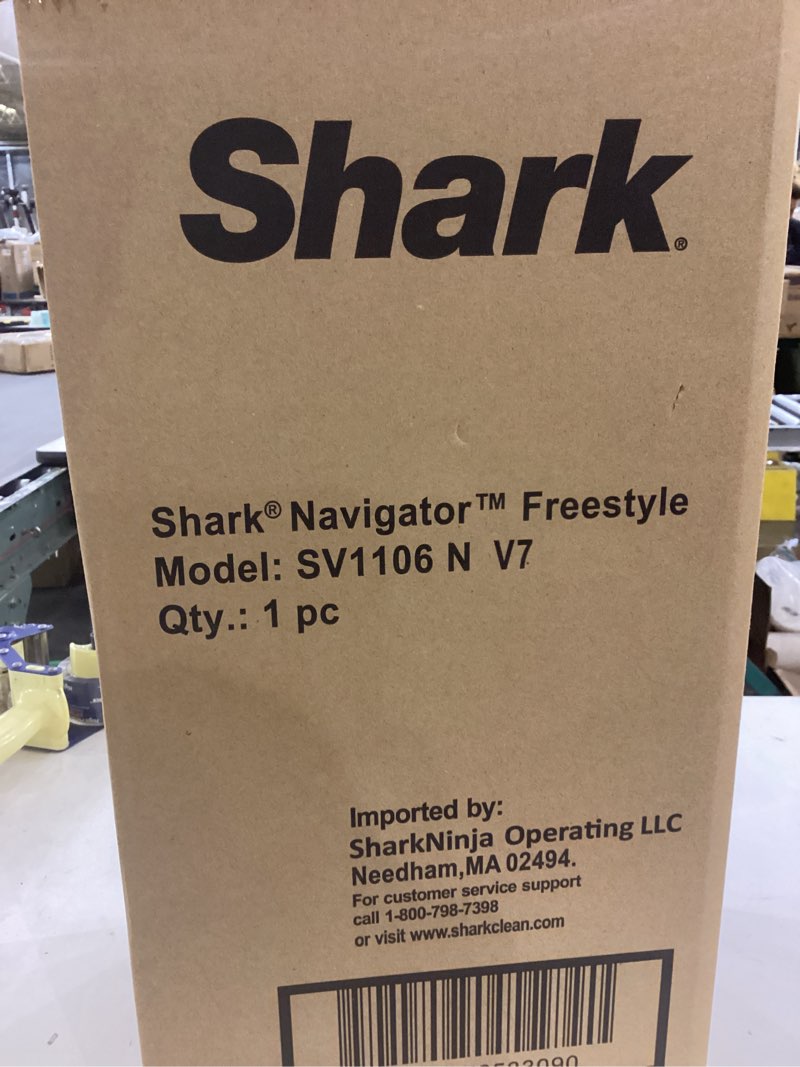 Shark®
Shark® Navigator™ Freestyle
Model: SV1106 N V7
Qty.: 1 pc
Imported by:
SharkNinja Operating LLC
Needham,MA 02494.
For customer service support
call 1-800-798-7398
or visit www.sharkclean.com